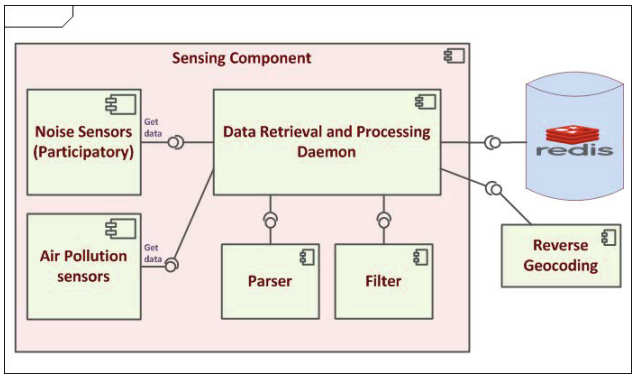 Sensing Component
Noise Sensors
(Participatory)
Get
data
Data Retrieval and Processing
Daemon
redis
Air Pollution
sensors
Get
data
Parser
Filter
Reverse
Geocoding